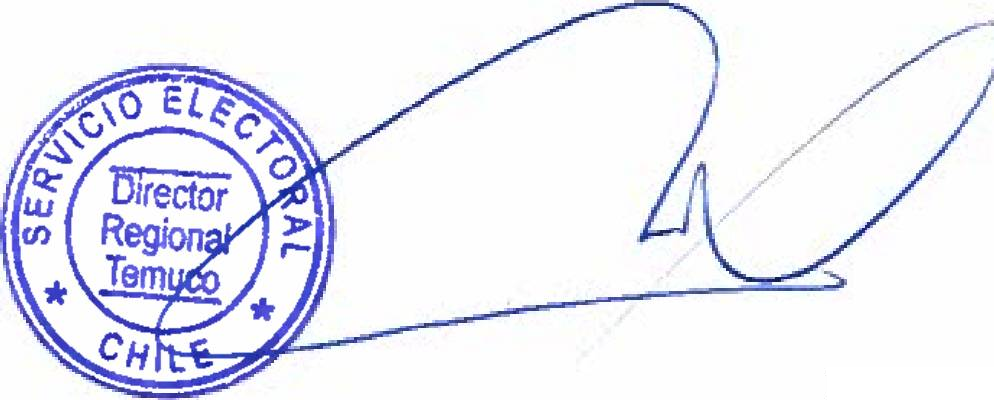 SERVICIO ELECTORAL
Director
Regional
Temuco
* CHILE *